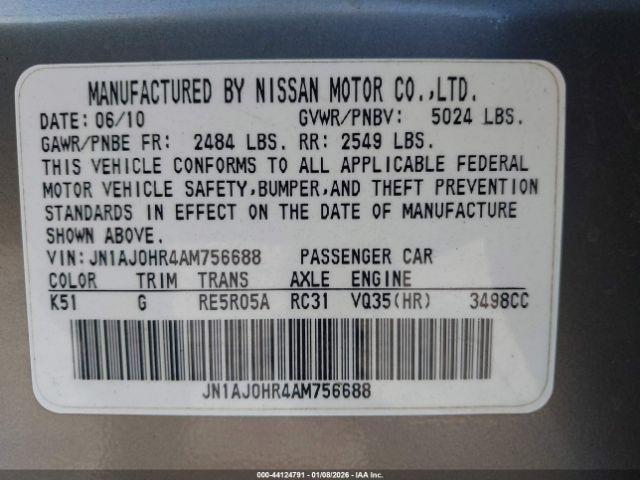 MANUFACTURED BY NISSAN MOTOR CO.,LTD.
DATE: 06/10 GVWR/PNBV: 5024 LBS.
GAWR/PNBE FR: 2484 LBS. RR: 2549 LBS.
THIS VEHICLE CONFORMS TO ALL APPLICABLE FEDERAL
MOTOR VEHICLE SAFETY,BUMPER,AND THEFT PREVENTION
STANDARDS IN EFFECT ON THE DATE OF MANUFACTURE
SHOWN ABOVE.
VIN:JN1AJ0HR4AM756688 PASSENGER CAR
COLOR TRIM TRANS AXLE ENGINE
K51 G RE5R05A RC31 VQ35(HR) 3498CC
JN1AJ0HR4AM756688
000-44124791 - 01/08/2026 - IAA Inc.